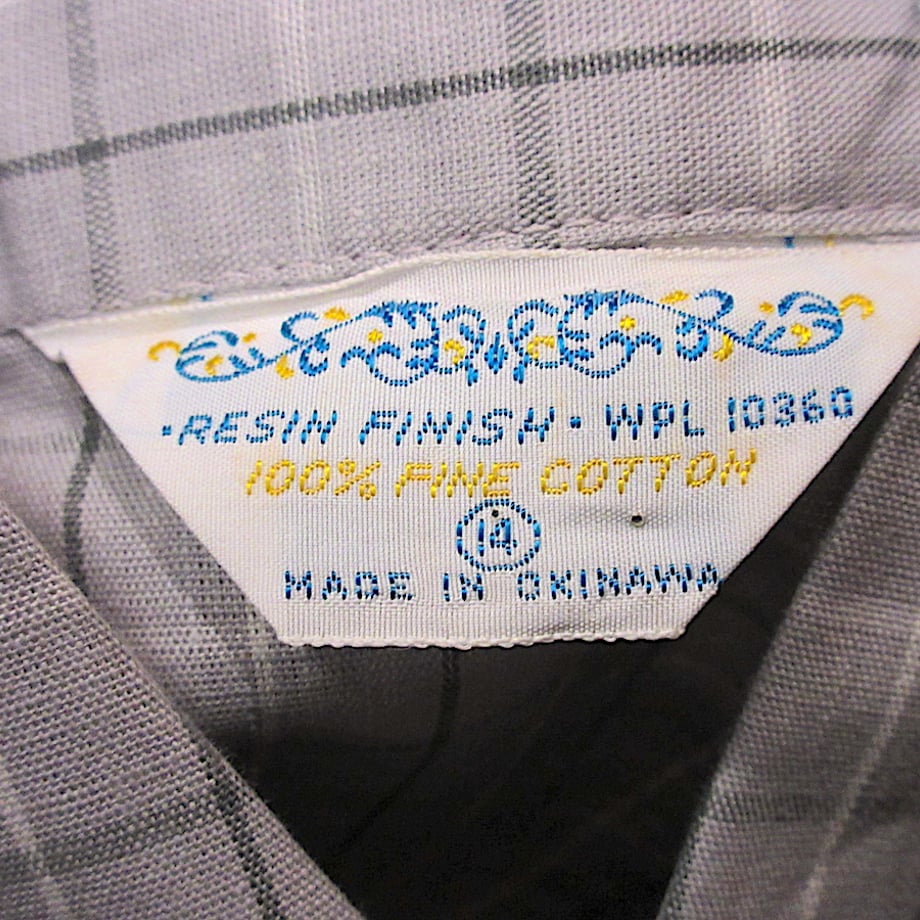 ·RESIN FINISH· WPL 10360
100% FINE COTTON
14
MADE IN OKINAWA